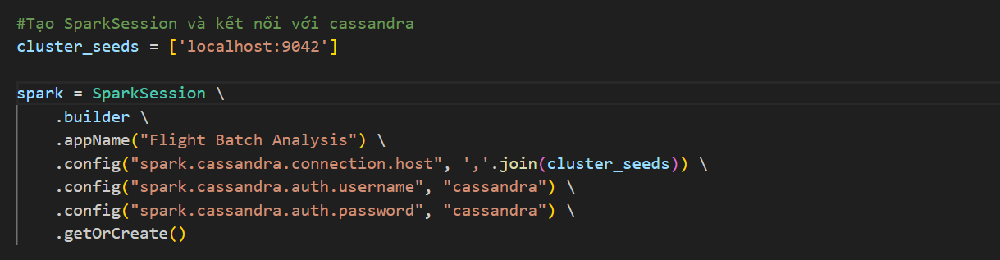 #Tạo SparkSession và kết nối với cassandra
cluster_seeds = ['localhost:9042']
spark = SparkSession \
.builder \
.appName("Flight Batch Analysis") \
.config("spark.cassandra.connection.host", ','.join(cluster_seeds)) \
.config("spark.cassandra.auth.username", "cassandra") \
.config("spark.cassandra.auth.password", "cassandra") \
.getOrCreate()